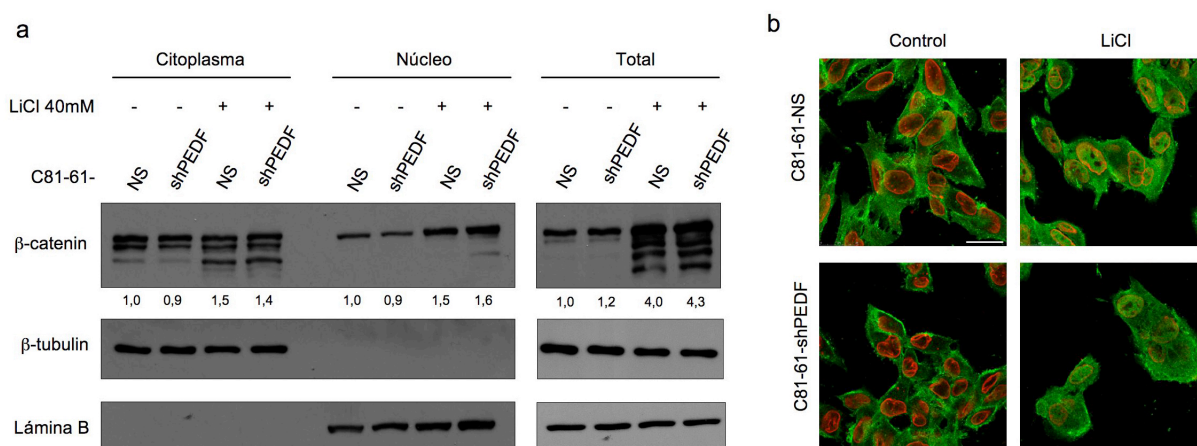 a
Citoplasma Núcleo Total
LiCl 40mM - - + + - - + + - - + +
C81-61- NS shPEDF NS shPEDF NS shPEDF NS shPEDF NS shPEDF NS shPEDF
β-catenin
1,0 0,9 1,5 1,4 1,0 0,9 1,5 1,6 1,0 1,2 4,0 4,3
β-tubulin
Lámina B
b
Control LiCl
C81-61-NS
C81-61-shPEDF